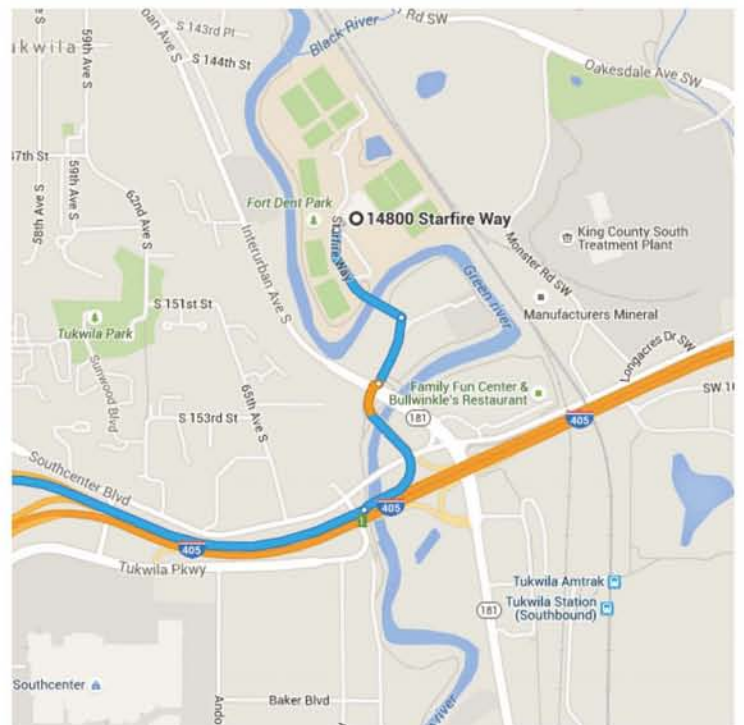 S 143rd Pl
Black River
Rd SW
Tukwila
59th Ave S
S 144th St
Oakesdale Ave SW
58th Ave S
59th Ave S
62nd Ave S
Interurban Ave S
Fort Dent Park
14800 Starfire Way
Starfire Way
King County South
Treatment Plant
Monster Rd SW
Green river
S 151st St
Manufacturers Mineral
Tukwila Park
Sunwood Blvd
65th Ave S
Longacres Dr SW
Family Fun Center &
Bullwinkle's Restaurant
S 153rd St
181
405
Southcenter Blvd
405
1
405
Tukwila Pkwy
Tukwila Amtrak
181
Tukwila Station
(Southbound)
Southcenter
Baker Blvd
river